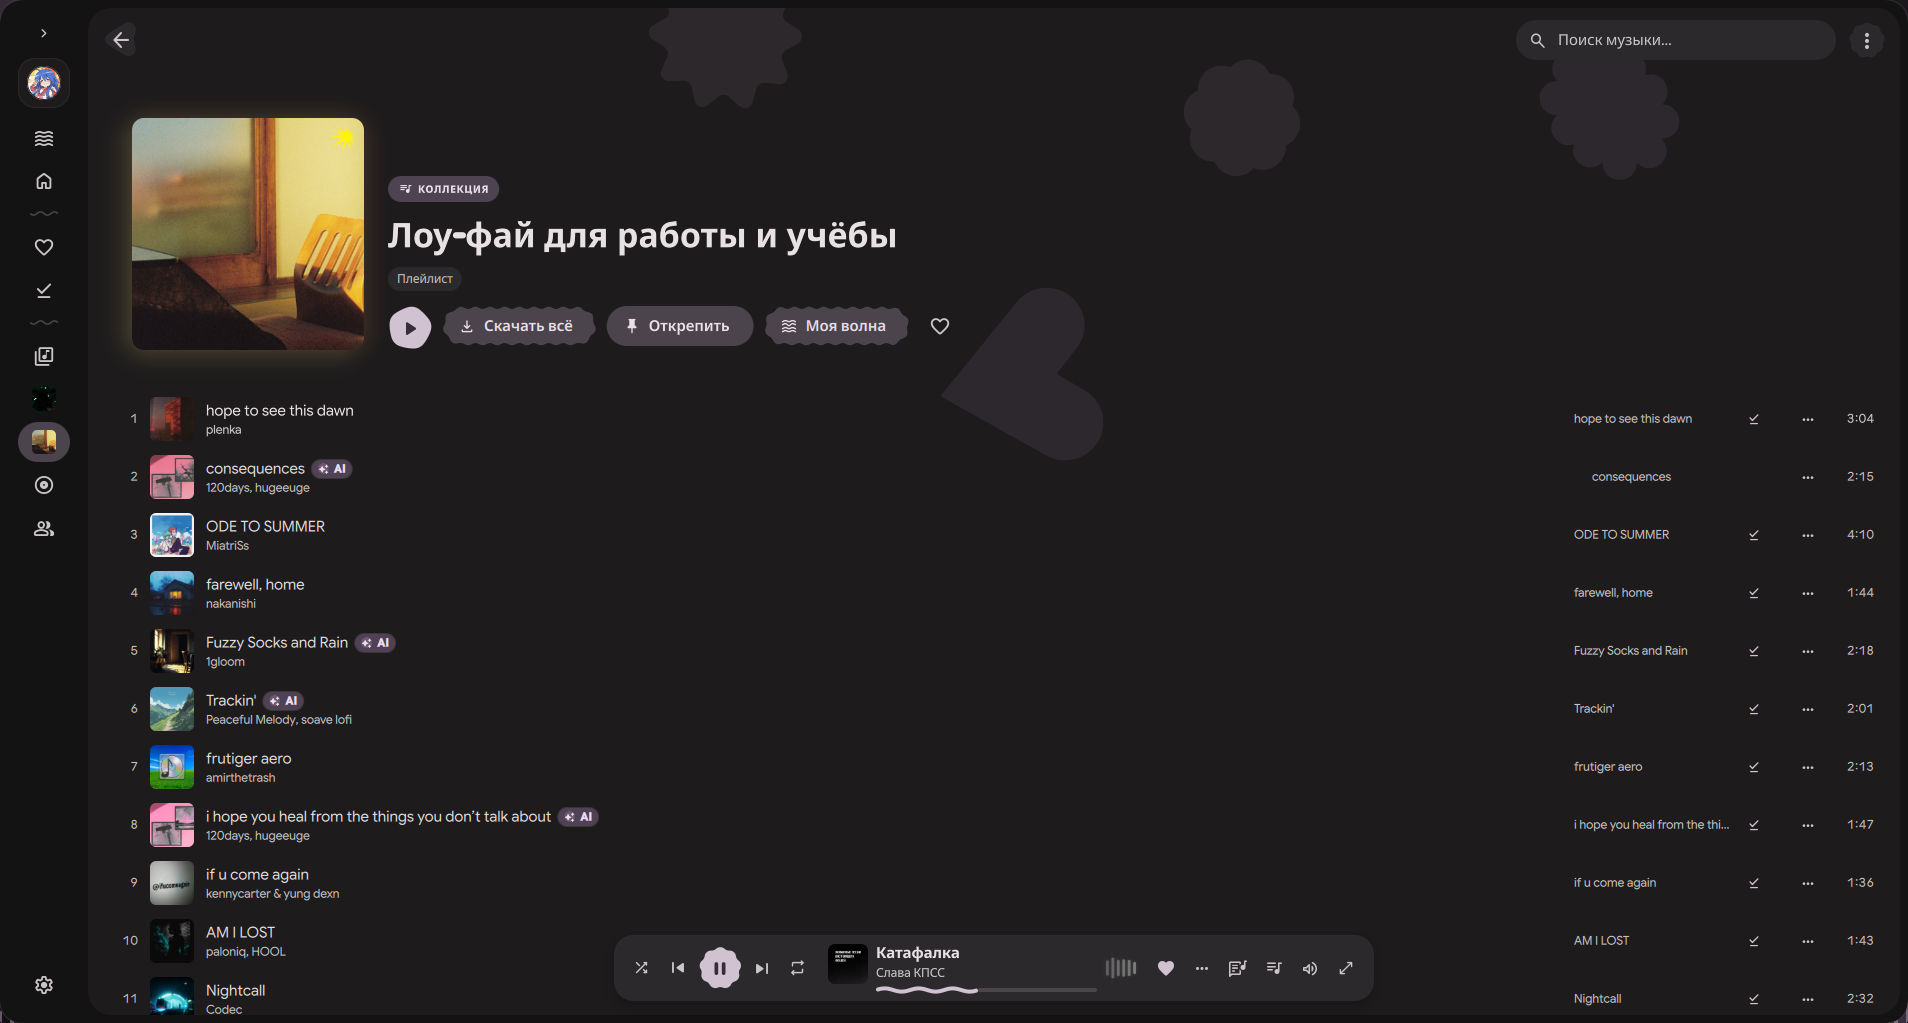 Поиск музыки...
КОЛЛЕКЦИЯ
Лоу-фай для работы и учёбы
Плейлист
Скачать всё
Открепить
Моя волна
1 hope to see this dawn hope to see this dawn 3:04
plenka
2 consequences AI consequences 2:15
120days, hugeeuge
3 ODE TO SUMMER ODE TO SUMMER 4:10
MiatriSs
4 farewell, home farewell, home 1:44
nakanishi
5 Fuzzy Socks and Rain AI Fuzzy Socks and Rain 2:18
1gloom
6 Trackin' AI Trackin' 2:01
Peaceful Melody, soave lofi
7 frutiger aero frutiger aero 2:13
amirthetrash
8 i hope you heal from the things you don't talk about AI i hope you heal from the thi... 1:47
120days, hugeeuge
9 if u come again if u come again 1:36
kennycarter & yung dexn
10 AM I LOST AM I LOST 1:43
paloniq, HOOL
11 Nightcall Nightcall 2:32
Codec
Катафалка
Слава КПСС